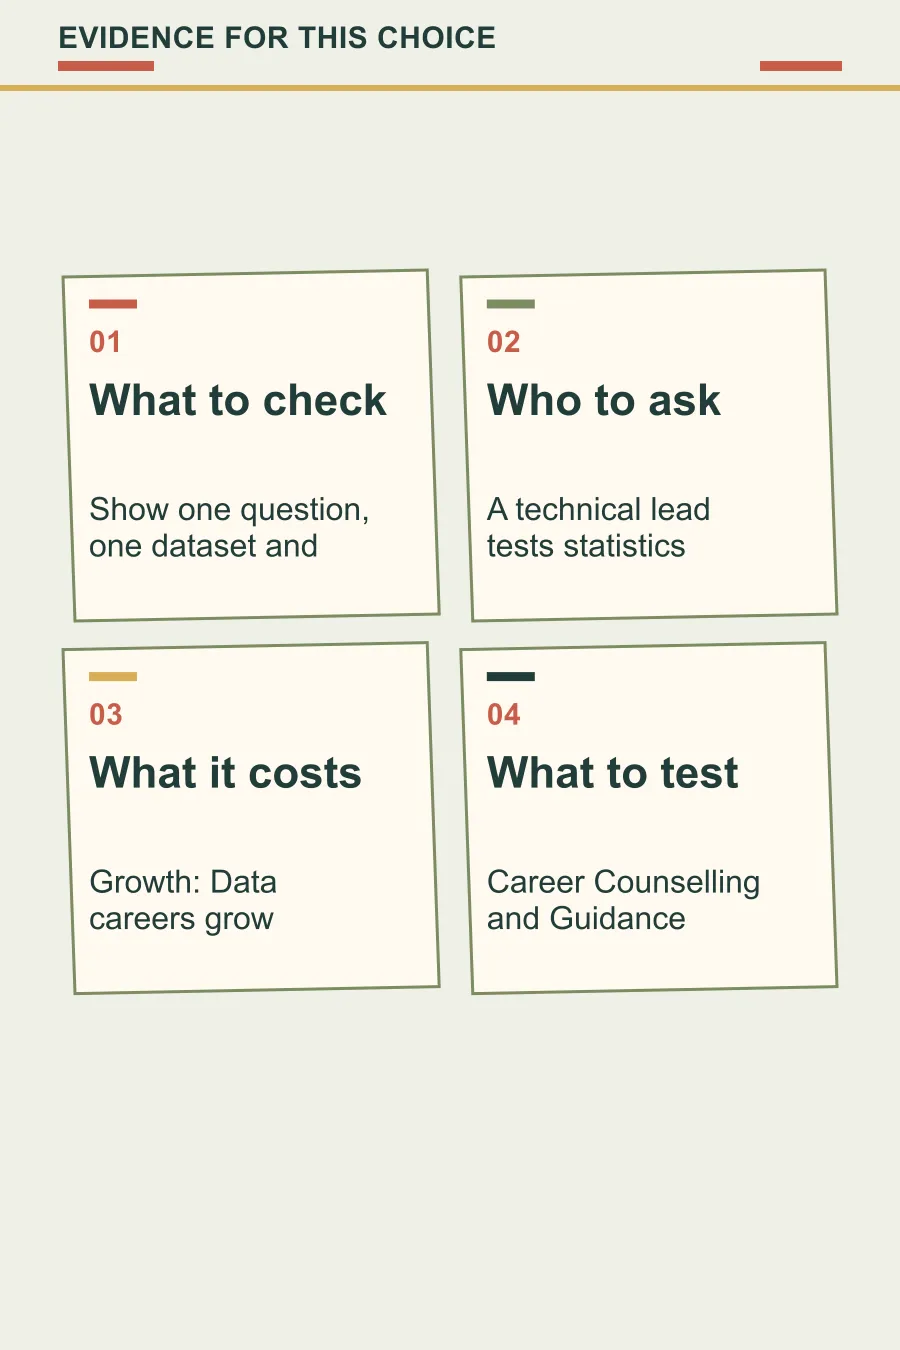 EVIDENCE FOR THIS CHOICE
01
What to check
Show one question,
one dataset and
02
Who to ask
A technical lead
tests statistics
03
What it costs
Growth: Data
careers grow
04
What to test
Career Counselling
and Guidance